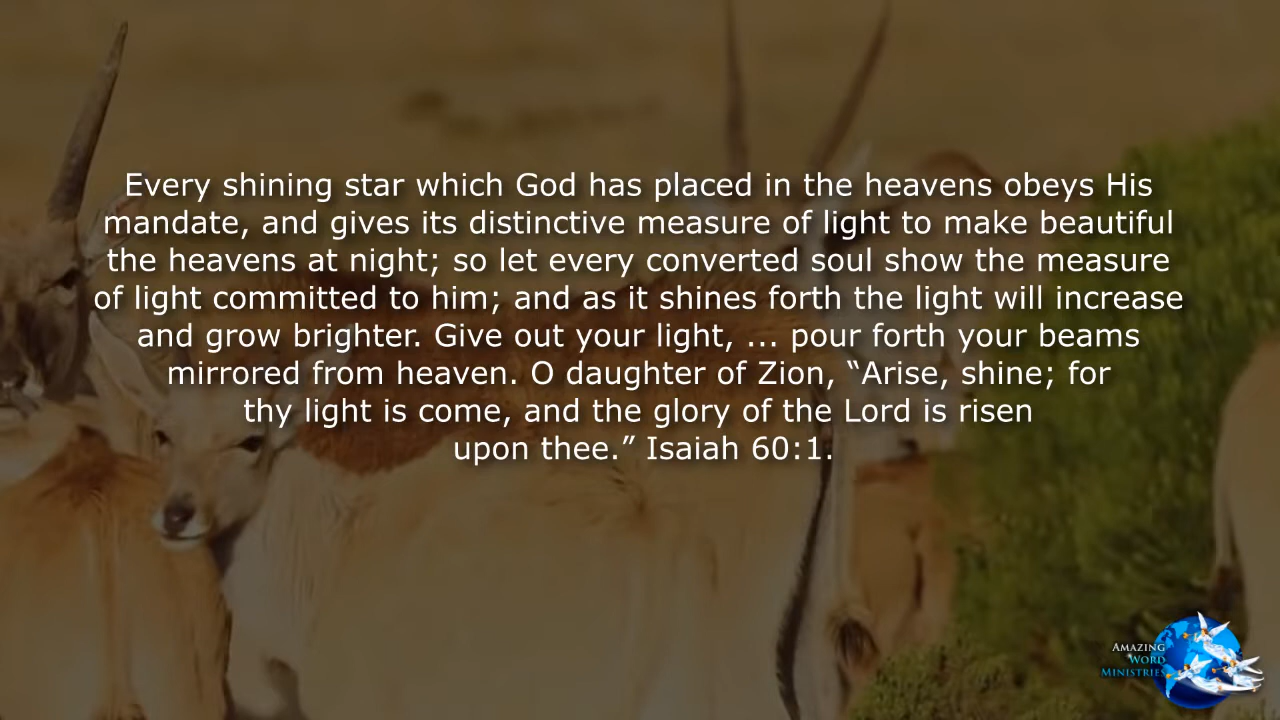 Every shining star which God has placed in the heavens obeys His
mandate, and gives its distinctive measure of light to make beautiful
the heavens at night; so let every converted soul show the measure
of light committed to him; and as it shines forth the light will increase
and grow brighter. Give out your light, ... pour forth your beams
mirrored from heaven. O daughter of Zion, “Arise, shine; for
thy light is come, and the glory of the Lord is risen
upon thee.” Isaiah 60:1.
AMAZING
WORD
MINISTRIES